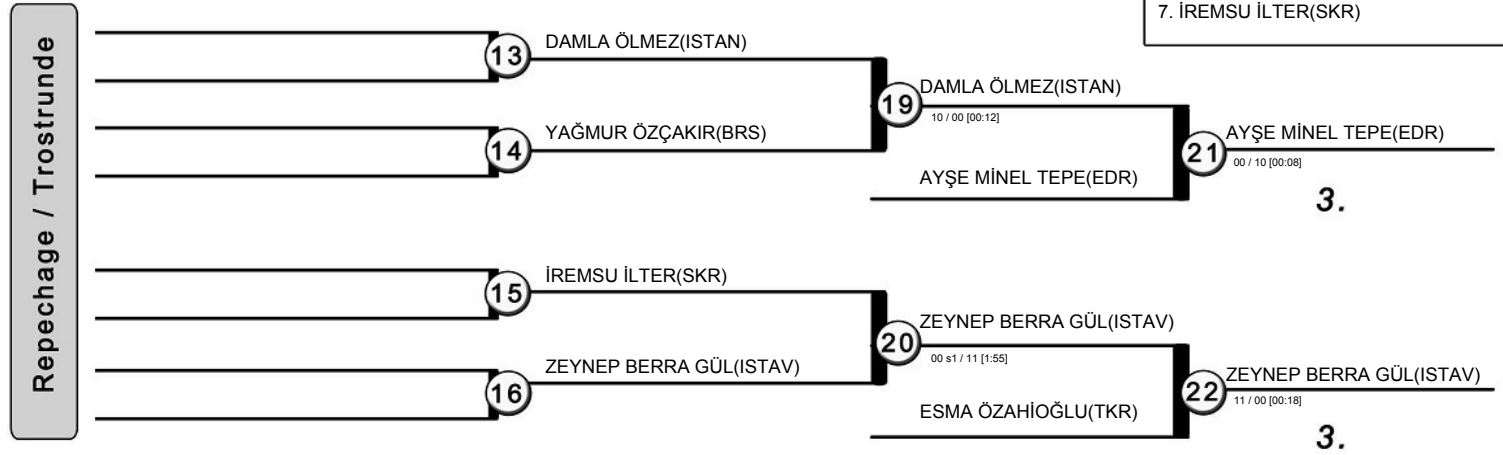 7. İREMSU İLTER(SKR)
Repechage / Trostrunde
13
DAMLA ÖLMEZ(ISTAN)
19
DAMLA ÖLMEZ(ISTAN)
10 / 00 [00:12]
14
YAĞMUR ÖZÇAKIR(BRS)
21
AYŞE MİNEL TEPE(EDR)
00 / 10 [00:08]
AYŞE MİNEL TEPE(EDR)
3.
15
İREMSU İLTER(SKR)
20
ZEYNEP BERRA GÜL(ISTAV)
00 s1 / 11 [1:55]
16
ZEYNEP BERRA GÜL(ISTAV)
22
ZEYNEP BERRA GÜL(ISTAV)
11 / 00 [00:18]
ESMA ÖZAHİOĞLU(TKR)
3.